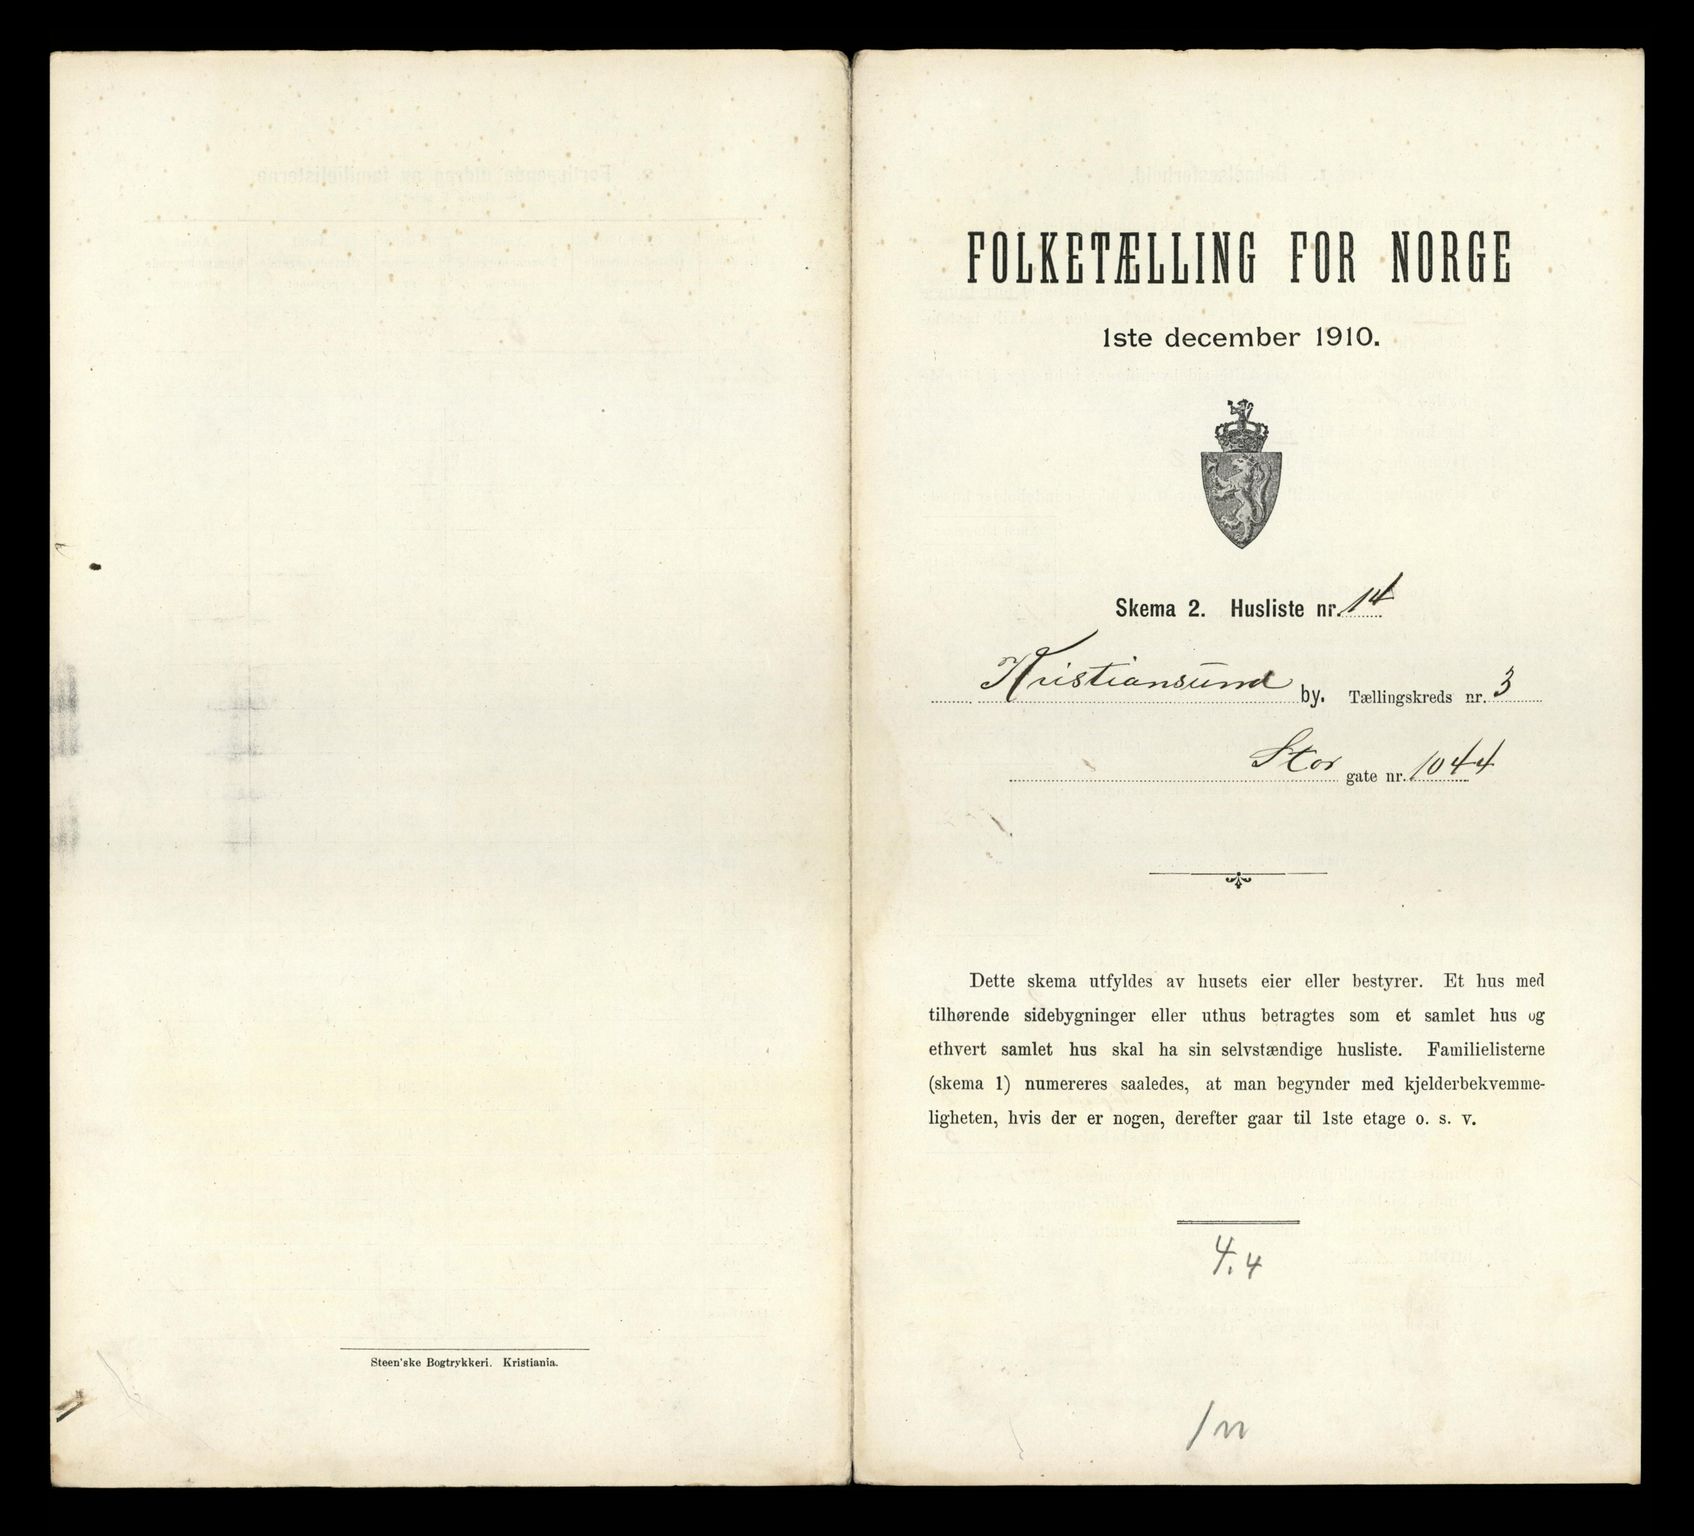 Steen'ske Bogtrykkeri. Kristiania.
FOLKETÆLLING FOR NORGE
1ste december 1910.
Skema 2. Husliste nr. 14
Kristiansund by. Tællingskreds nr. 3
Stor gate nr. 1044
Dette skema utfyldes av husets eier eller bestyrer. Et hus med
tilhørende sidebygninger eller uthus betragtes som et samlet hus og
ethvert samlet hus skal ha sin selvstændige husliste. Familielisterne
(skema 1) numereres saaledes, at man begynder med kjelderbekvemme-
ligheten, hvis der er nogen, derefter gaar til 1ste etage o. s. v.
4.4